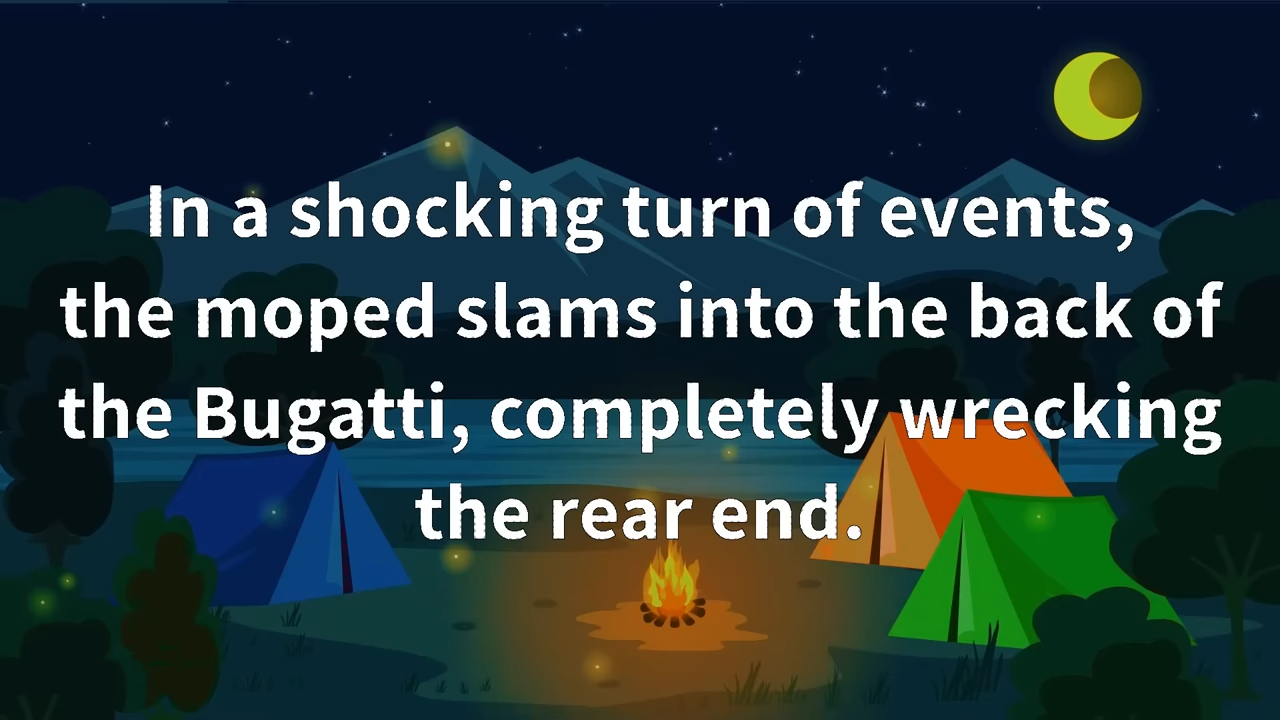 In a shocking turn of events,
the moped slams into the back of
the Bugatti, completely wrecking
the rear end.